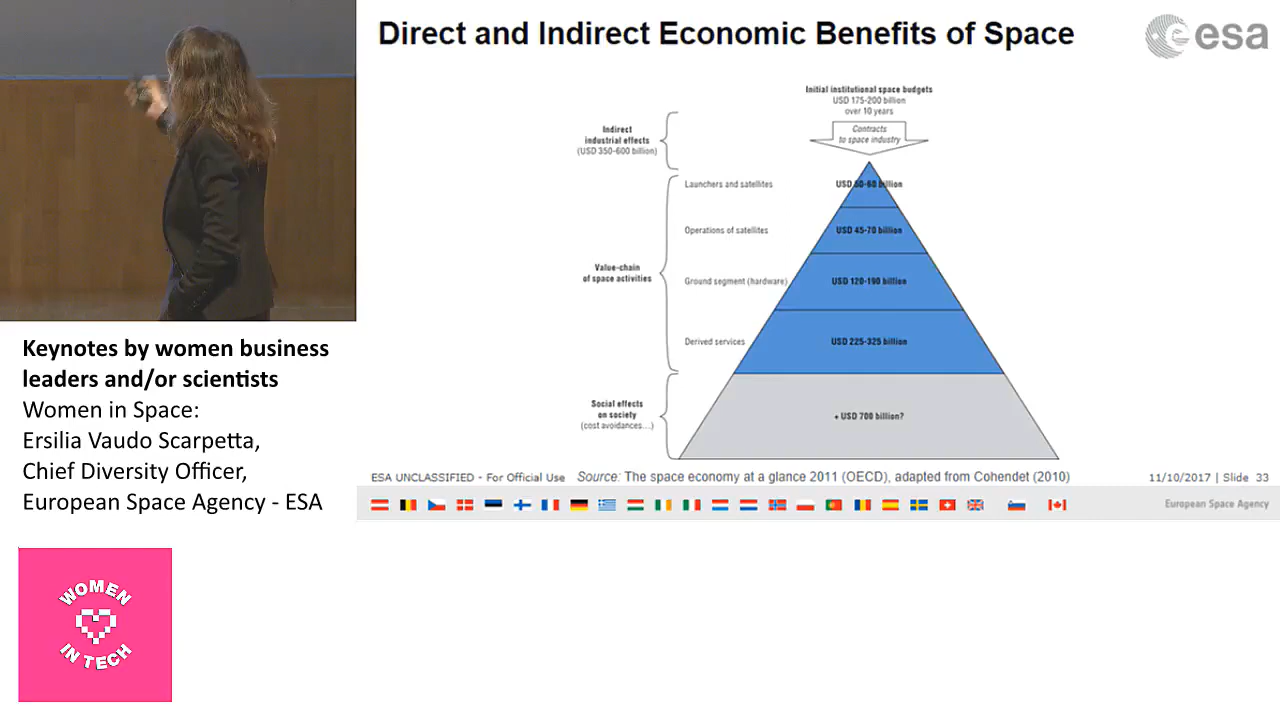 Direct and Indirect Economic Benefits of Space
esa
Initial institutional space budgets
USD 175-200 billion
over 10 years
Contracts
to space industry
Indirect
industrial effects
(USD 350-600 billion)
Launchers and satellites
USD 50-60 billion
Operations of satellites
USD 45-70 billion
Value-chain
of space activities
Ground segment (hardware)
USD 120-190 billion
Derived services
USD 225-325 billion
Social effects
on society
(cost avoidances...)
+ USD 700 billion?
ESA UNCLASSIFIED - For Official Use
Source: The space economy at a glance 2011 (OECD), adapted from Cohendet (2010)
11/10/2017 | Slide 33
European Space Agency
Keynotes by women business
leaders and/or scientists
Women in Space:
Ersilia Vaudo Scarpetta,
Chief Diversity Officer,
European Space Agency - ESA
WOMEN
IN TECH